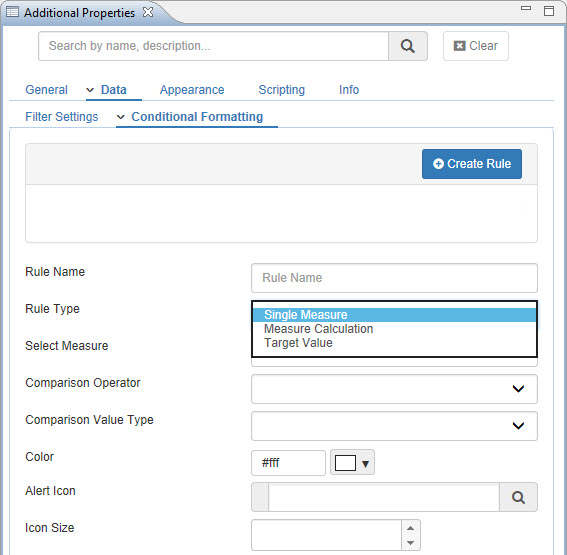 Additional Properties
Search by name, description...
Clear
General Data Appearance Scripting Info
Filter Settings Conditional Formatting
Create Rule
Rule Name Rule Name
Rule Type Single Measure
Measure Calculation
Target Value
Select Measure
Comparison Operator
Comparison Value Type
Color #fff
Alert Icon
Icon Size